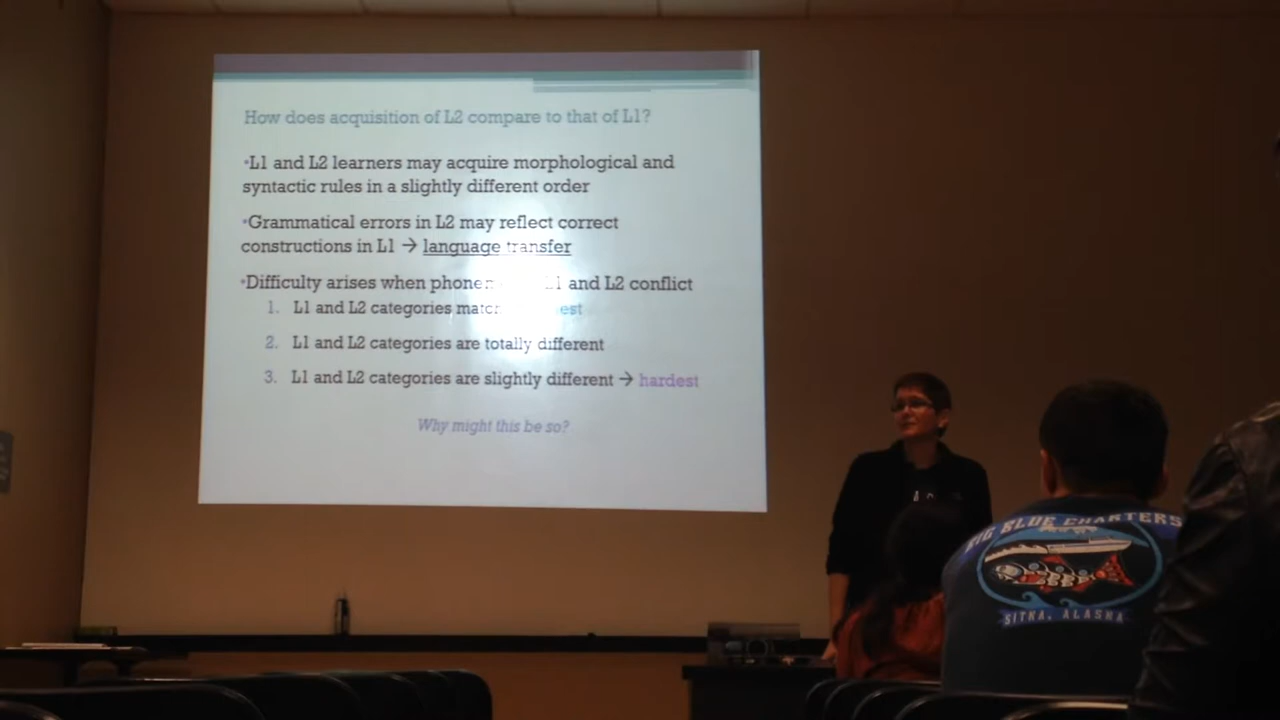 How does acquisition of L2 compare to that of L1?
•L1 and L2 learners may acquire morphological and
syntactic rules in a slightly different order
•Grammatical errors in L2 may reflect correct
constructions in L1 → language transfer
•Difficulty arises when L1 and L2 conflict
1. L1 and L2 categories
2. L1 and L2 categories are totally different
3. L1 and L2 categories are slightly different → hardest
Why might this be so?
BIG BLUE CHARTERS
SITKA, ALASKA